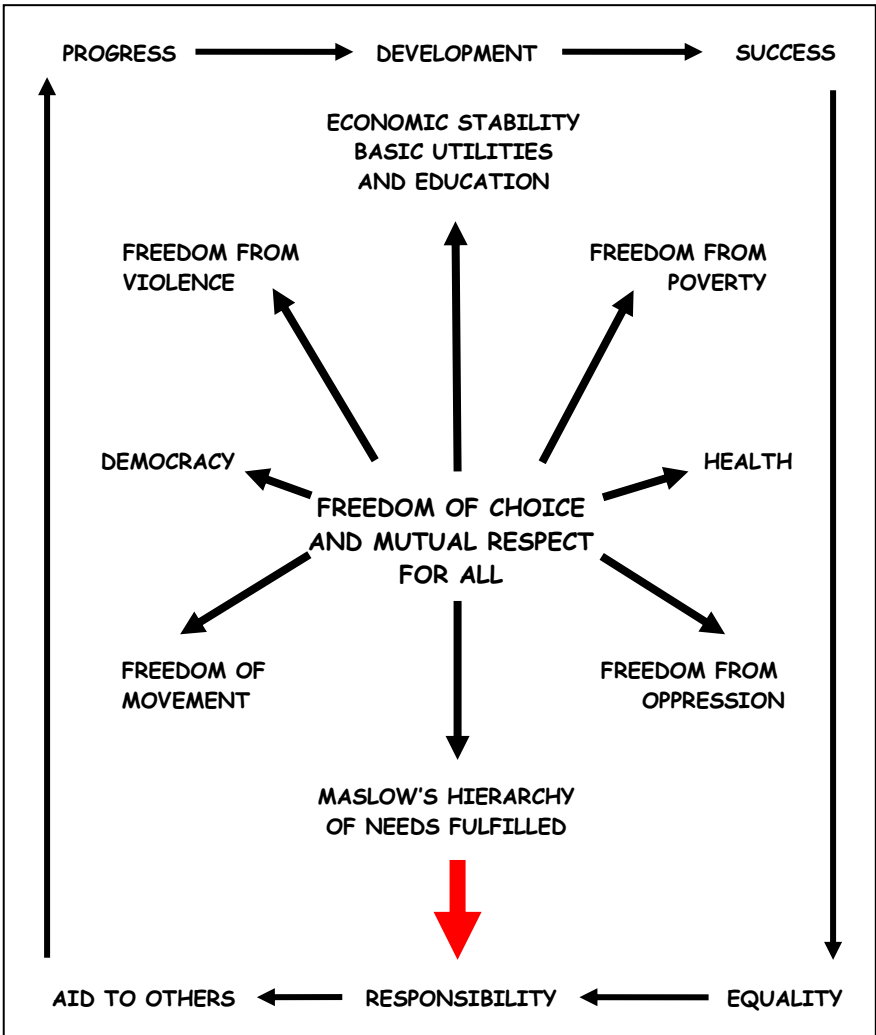 PROGRESS DEVELOPMENT SUCCESS
ECONOMIC STABILITY
BASIC UTILITIES
AND EDUCATION
FREEDOM FROM
VIOLENCE
FREEDOM FROM
POVERTY
DEMOCRACY
HEALTH
FREEDOM OF CHOICE
AND MUTUAL RESPECT
FOR ALL
FREEDOM OF
MOVEMENT
FREEDOM FROM
OPPRESSION
MASLOW'S HIERARCHY
OF NEEDS FULFILLED
AID TO OTHERS RESPONSIBILITY EQUALITY